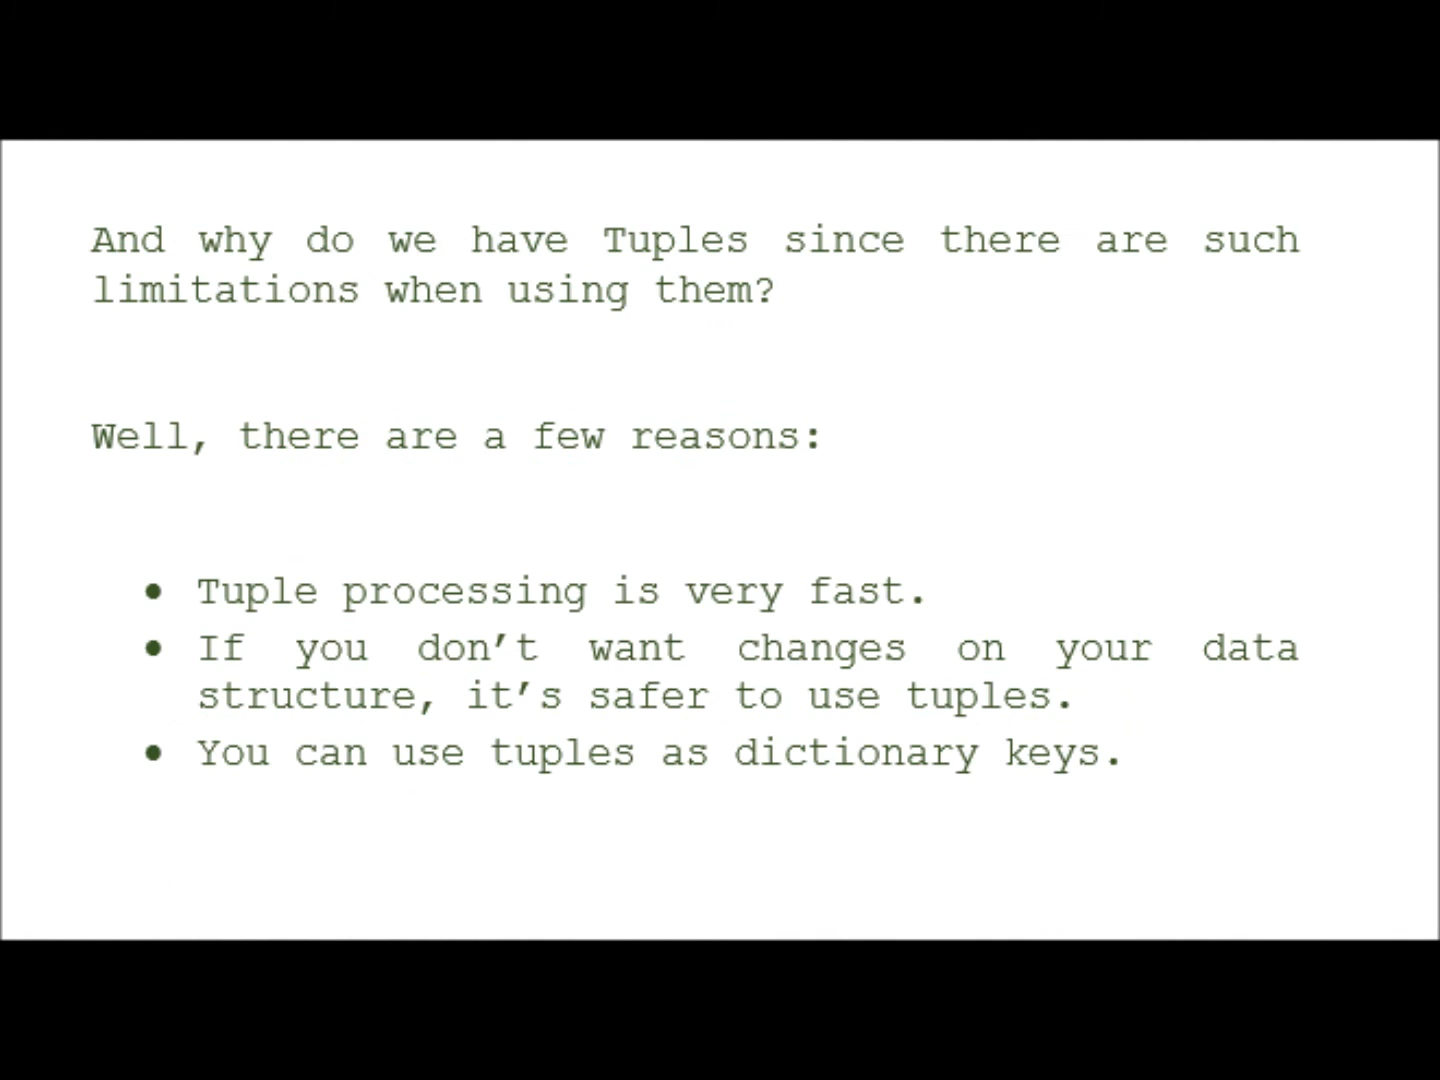 And why do we have Tuples since there are such
limitations when using them?
Well, there are a few reasons:
• Tuple processing is very fast.
• If you don’t want changes on your data
structure, it’s safer to use tuples.
• You can use tuples as dictionary keys.